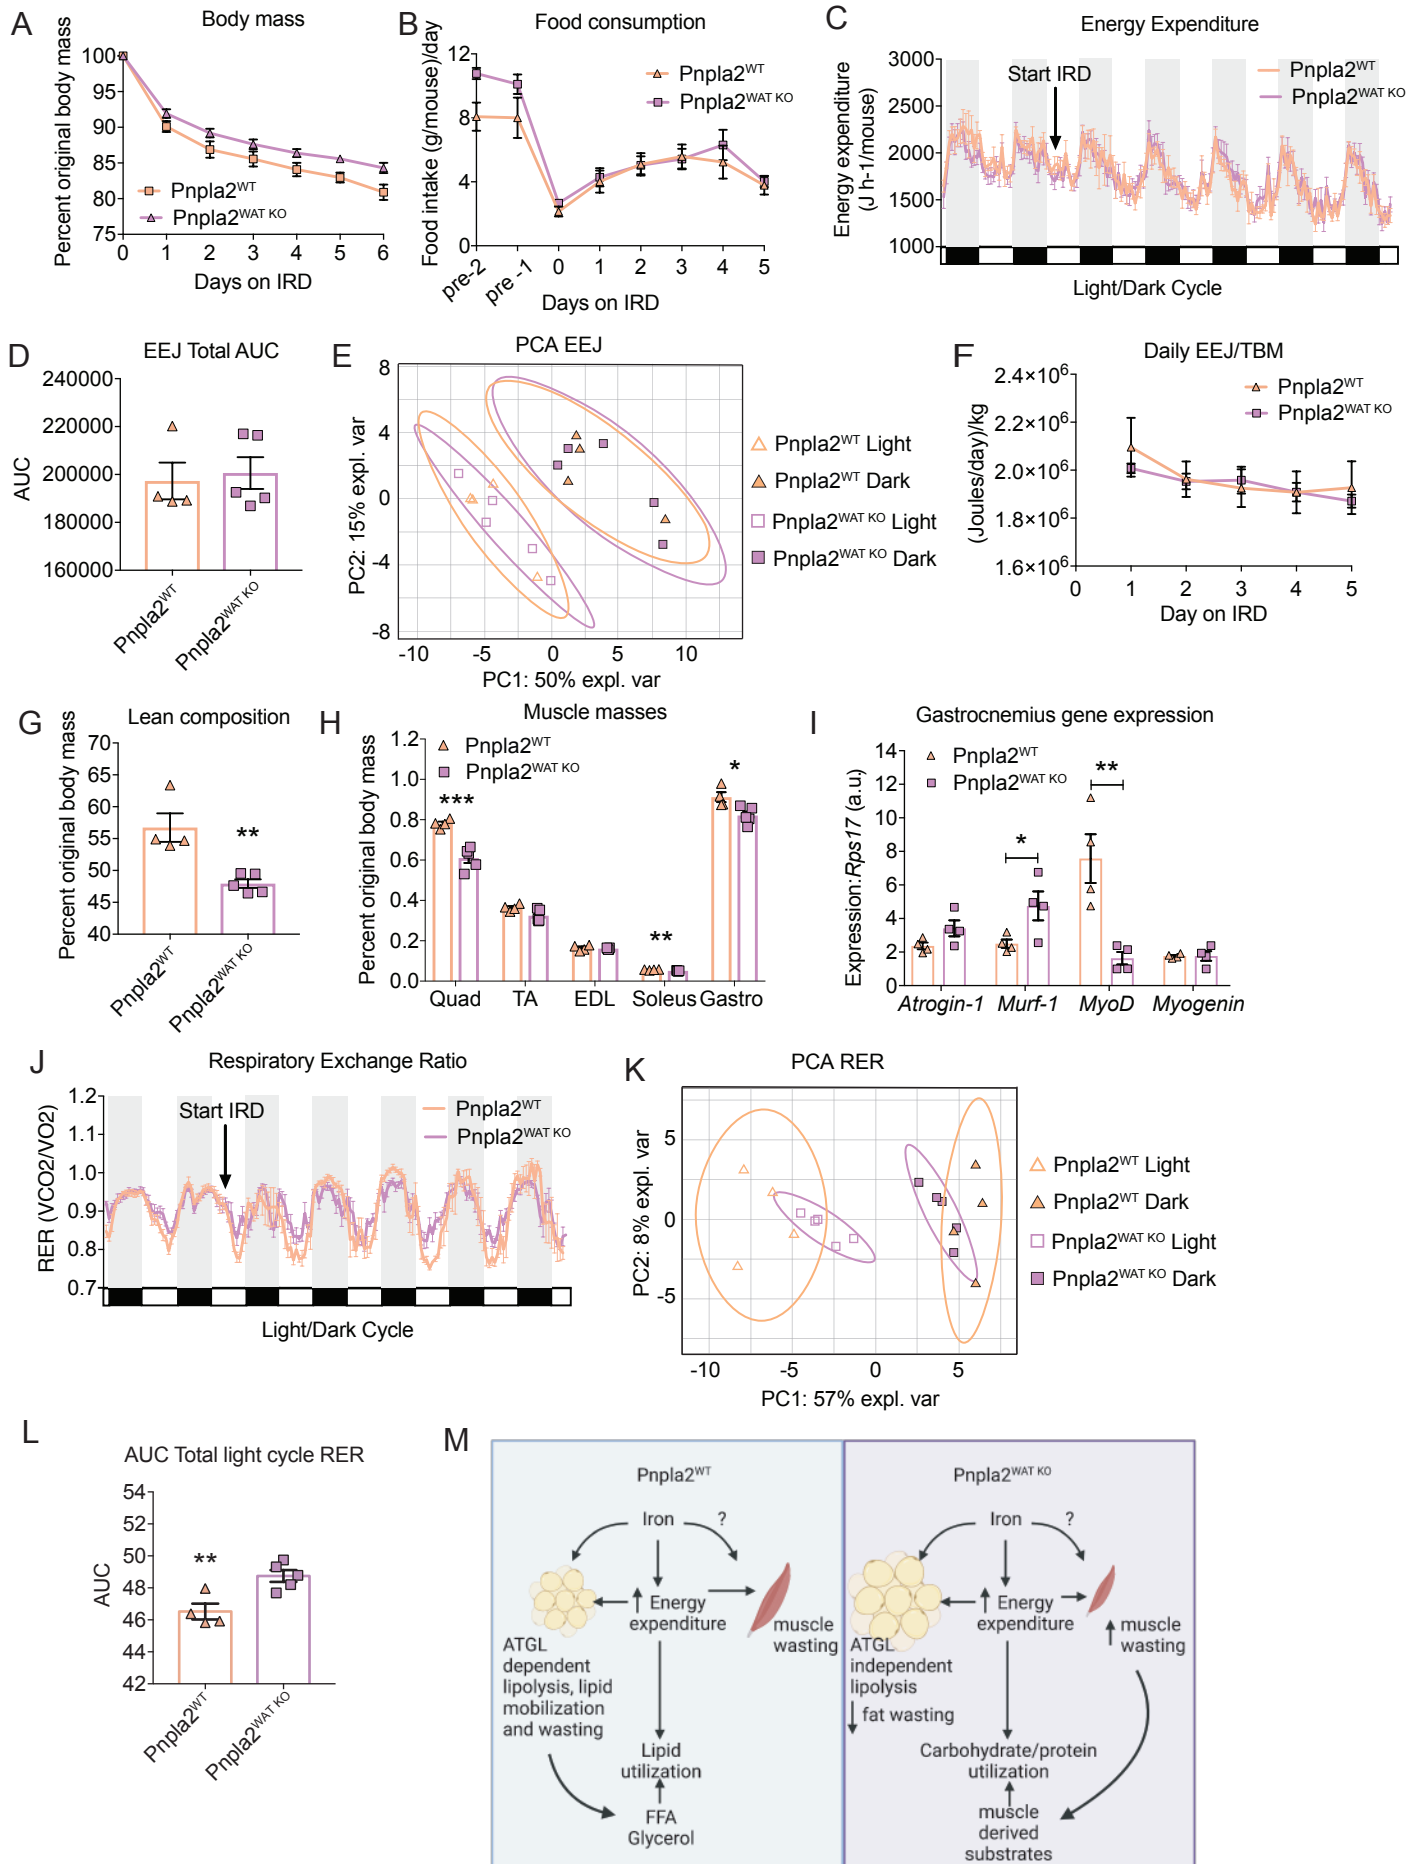 A
Body mass
Percent original body mass
100
95
90
85
80
75
0 1 2 3 4 5 6
Days on IRD
Pnpla2WT
Pnpla2WAT KO
B
Food consumption
Food intake (g/mouse)/day
12
8
4
0
pre-2 pre -1 0 1 2 3 4 5
Days on IRD
Pnpla2WT
Pnpla2WAT KO
C
Energy Expenditure
Energy expenditure
(J h-1/mouse)
3000
2500
2000
1500
1000
Start IRD
Pnpla2WT
Pnpla2WAT KO
Light/Dark Cycle
D
EEJ Total AUC
AUC
240000
220000
200000
180000
160000
Pnpla2WT
Pnpla2WAT KO
E
PCA EEJ
PC2: 15% expl. var
8
4
0
-4
-8
-10 -5 0 5 10
PC1: 50% expl. var
Pnpla2WT Light
Pnpla2WT Dark
Pnpla2WAT KO Light
Pnpla2WAT KO Dark
F
Daily EEJ/TBM
(Joules/day)/kg
2.4×10⁶
2.2×10⁶
2.0×10⁶
1.8×10⁶
1.6×10⁶
0 1 2 3 4 5
Day on IRD
Pnpla2WT
Pnpla2WAT KO
G
Lean composition
Percent original body mass
70
65
60
55
50
45
40
**
Pnpla2WT
Pnpla2WAT KO
H
Muscle masses
Percent original body mass
1.2
1.0
0.8
0.6
0.4
0.2
0.0
Pnpla2WT
Pnpla2WAT KO
***
**
*
Quad TA EDL Soleus Gastro
I
Gastrocnemius gene expression
Expression:Rps17 (a.u)
14
12
10
8
6
4
2
0
Pnpla2WT
Pnpla2WAT KO
*
**
Atrogin-1 Murf-1 MyoD Myogenin
J
Respiratory Exchange Ratio
RER (VCO2/VO2)
1.2
1.1
1.0
0.9
0.8
0.7
Start IRD
Pnpla2WT
Pnpla2WAT KO
Light/Dark Cycle
K
PCA RER
PC2: 8% expl. var
5
0
-5
-10 -5 0 5
PC1: 57% expl. var
Pnpla2WT Light
Pnpla2WT Dark
Pnpla2WAT KO Light
Pnpla2WAT KO Dark
L
AUC Total light cycle RER
AUC
54
52
50
48
46
44
42
**
Pnpla2WT
Pnpla2WAT KO
M
Pnpla2WT
Iron ?
Energy
expenditure
muscle
wasting
ATGL
dependent
lipolysis, lipid
mobilization
and wasting
Lipid
utilization
FFA
Glycerol
Pnpla2WAT KO
Iron ?
Energy
expenditure
muscle
wasting
ATGL
independent
lipolysis
fat wasting
Carbohydrate/protein
utilization
muscle
derived
substrates